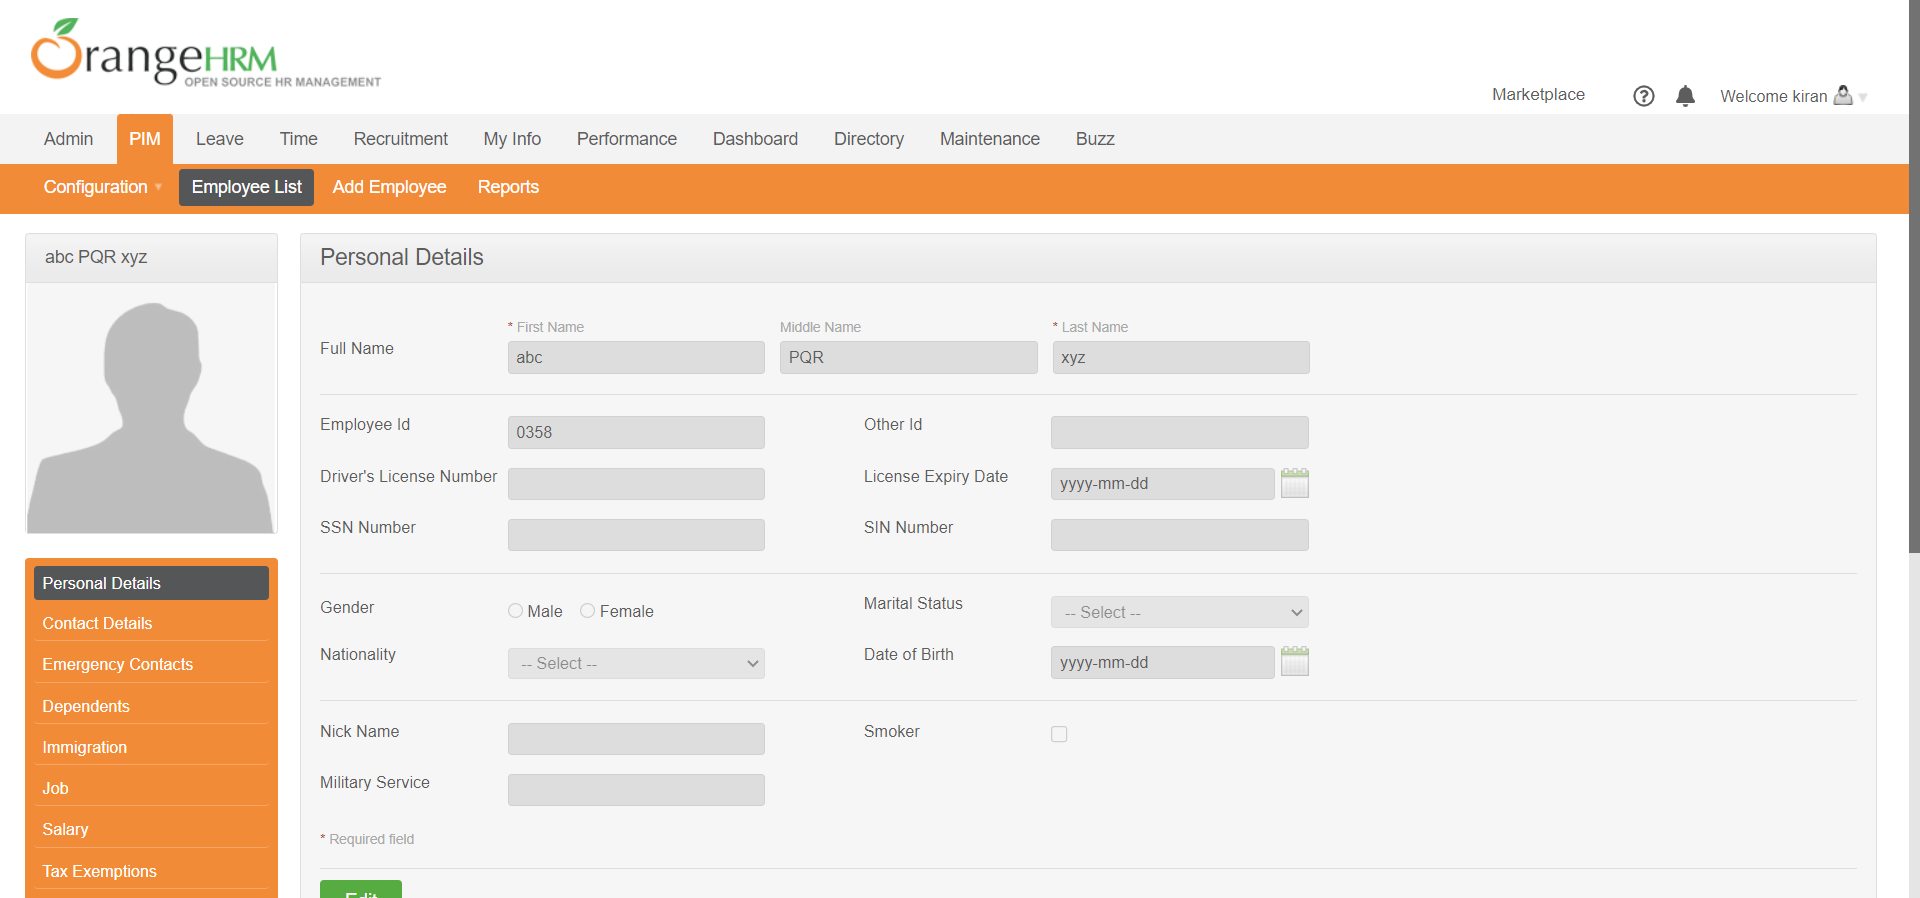 OrangeHRM
OPEN SOURCE HR MANAGEMENT
Marketplace
Welcome kiran
Admin PIM Leave Time Recruitment My Info Performance Dashboard Directory Maintenance Buzz
Configuration Employee List Add Employee Reports
abc PQR xyz
Personal Details
Contact Details
Emergency Contacts
Dependents
Immigration
Job
Salary
Tax Exemptions
Personal Details
* First Name Middle Name * Last Name
Full Name abc PQR xyz
Employee Id 0358 Other Id
Driver's License Number License Expiry Date yyyy-mm-dd
SSN Number SIN Number
Gender Male Female Marital Status -- Select --
Nationality -- Select -- Date of Birth yyyy-mm-dd
Nick Name Smoker
Military Service
* Required field
Edit